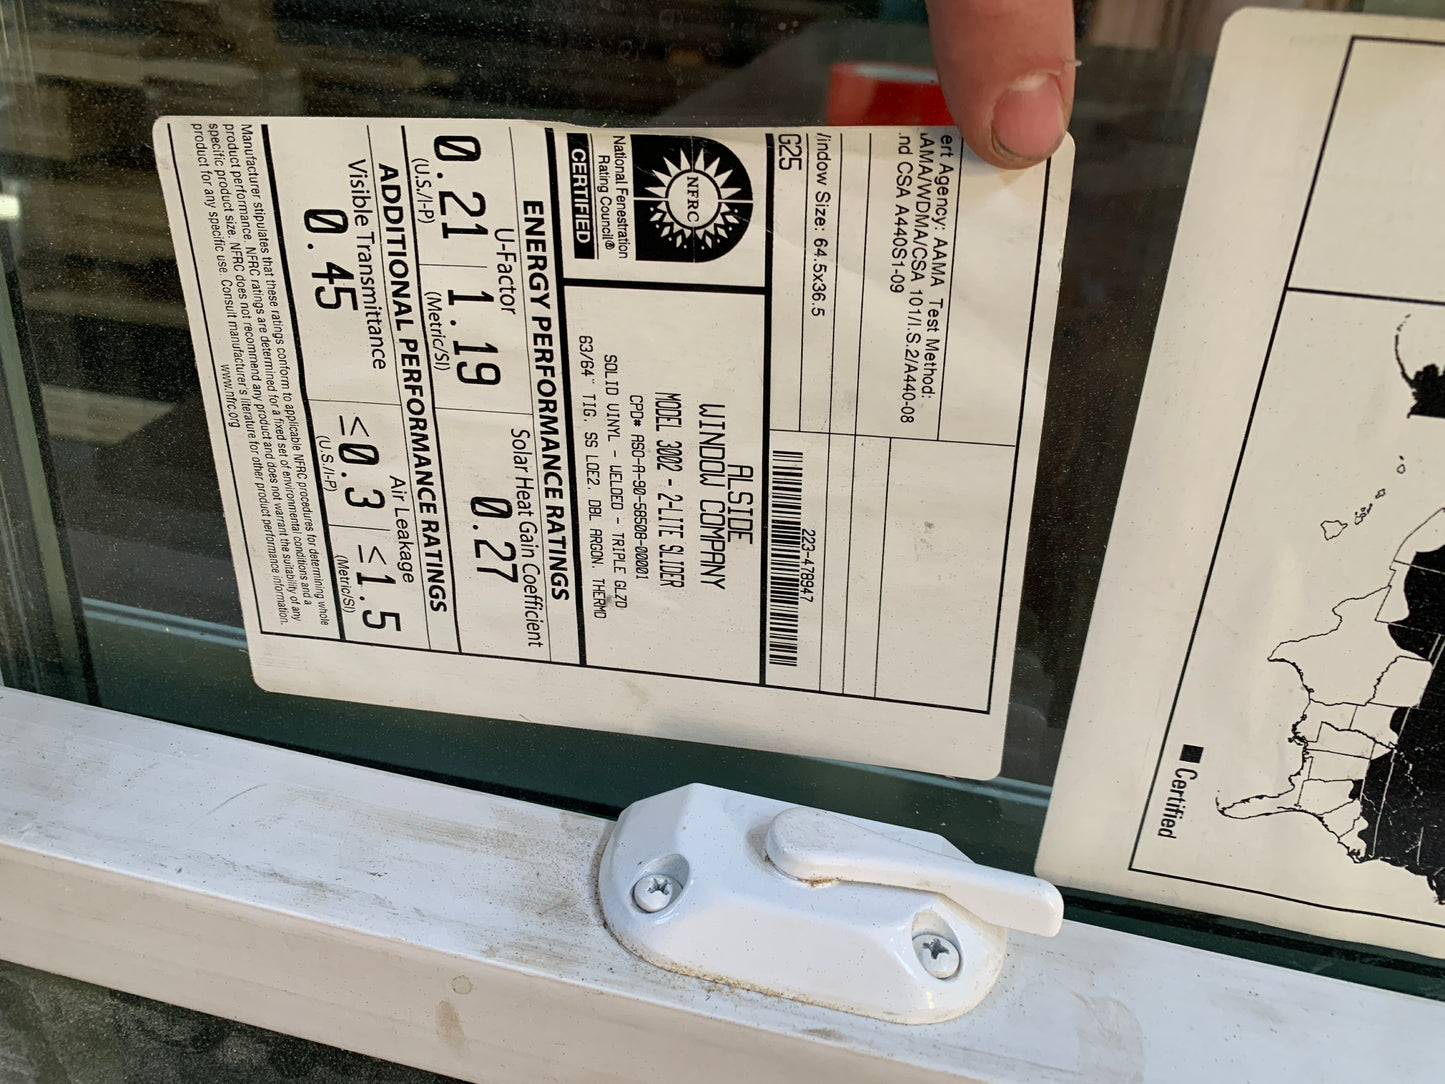 ert Agency: AAMA Test Method:
AMA/WDMA/CSA 101/I.S.2/A440-08
nd CSA A440S1-09
indow Size: 64.5x36.5
G25
223-478947
NFRC
National Fenestration
Rating Council®
CERTIFIED
ALSIDE
WINDOW COMPANY
MODEL 3002 - 2-LITE SLIDER
CPD# ASO-A-90-58508-00001
SOLID VINYL - WELDED - TRIPLE GLZD
63/64" TIG. SS LOE2. DBL ARGON. THERMO
ENERGY PERFORMANCE RATINGS
U-Factor
Solar Heat Gain Coefficient
0.21
1.19
0.27
(U.S./I-P)
(Metric/SI)
ADDITIONAL PERFORMANCE RATINGS
Visible Transmittance
Air Leakage
0.45
≤0.3
≤1.5
(U.S./I-P)
(Metric/SI)
Manufacturer stipulates that these ratings conform to applicable NFRC procedures for determining whole
product performance. NFRC ratings are determined for a fixed set of environmental conditions and a
specific product size. NFRC does not recommend any product and does not warrant the suitability of any
product for any specific use. Consult manufacturer's literature for other product performance information.
www.nfrc.org
Certified